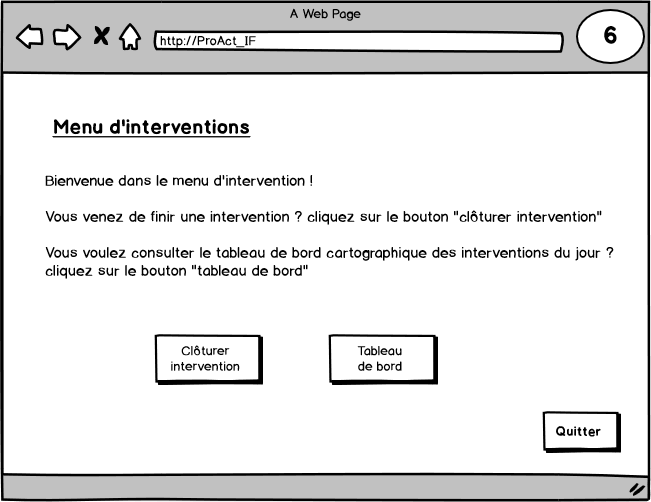 A Web Page
http://ProAct_IF
6
Menu d'interventions
Bienvenue dans le menu d'intervention !
Vous venez de finir une intervention ? cliquez sur le bouton "clôturer intervention"
Vous voulez consulter le tableau de bord cartographique des interventions du jour ?
cliquez sur le bouton "tableau de bord"
Clôturer
intervention
Tableau
de bord
Quitter